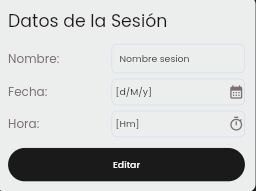 Datos de la Sesión
Nombre: Nombre sesion
Fecha: [d/M/y]
Hora: [Hm]
Editar